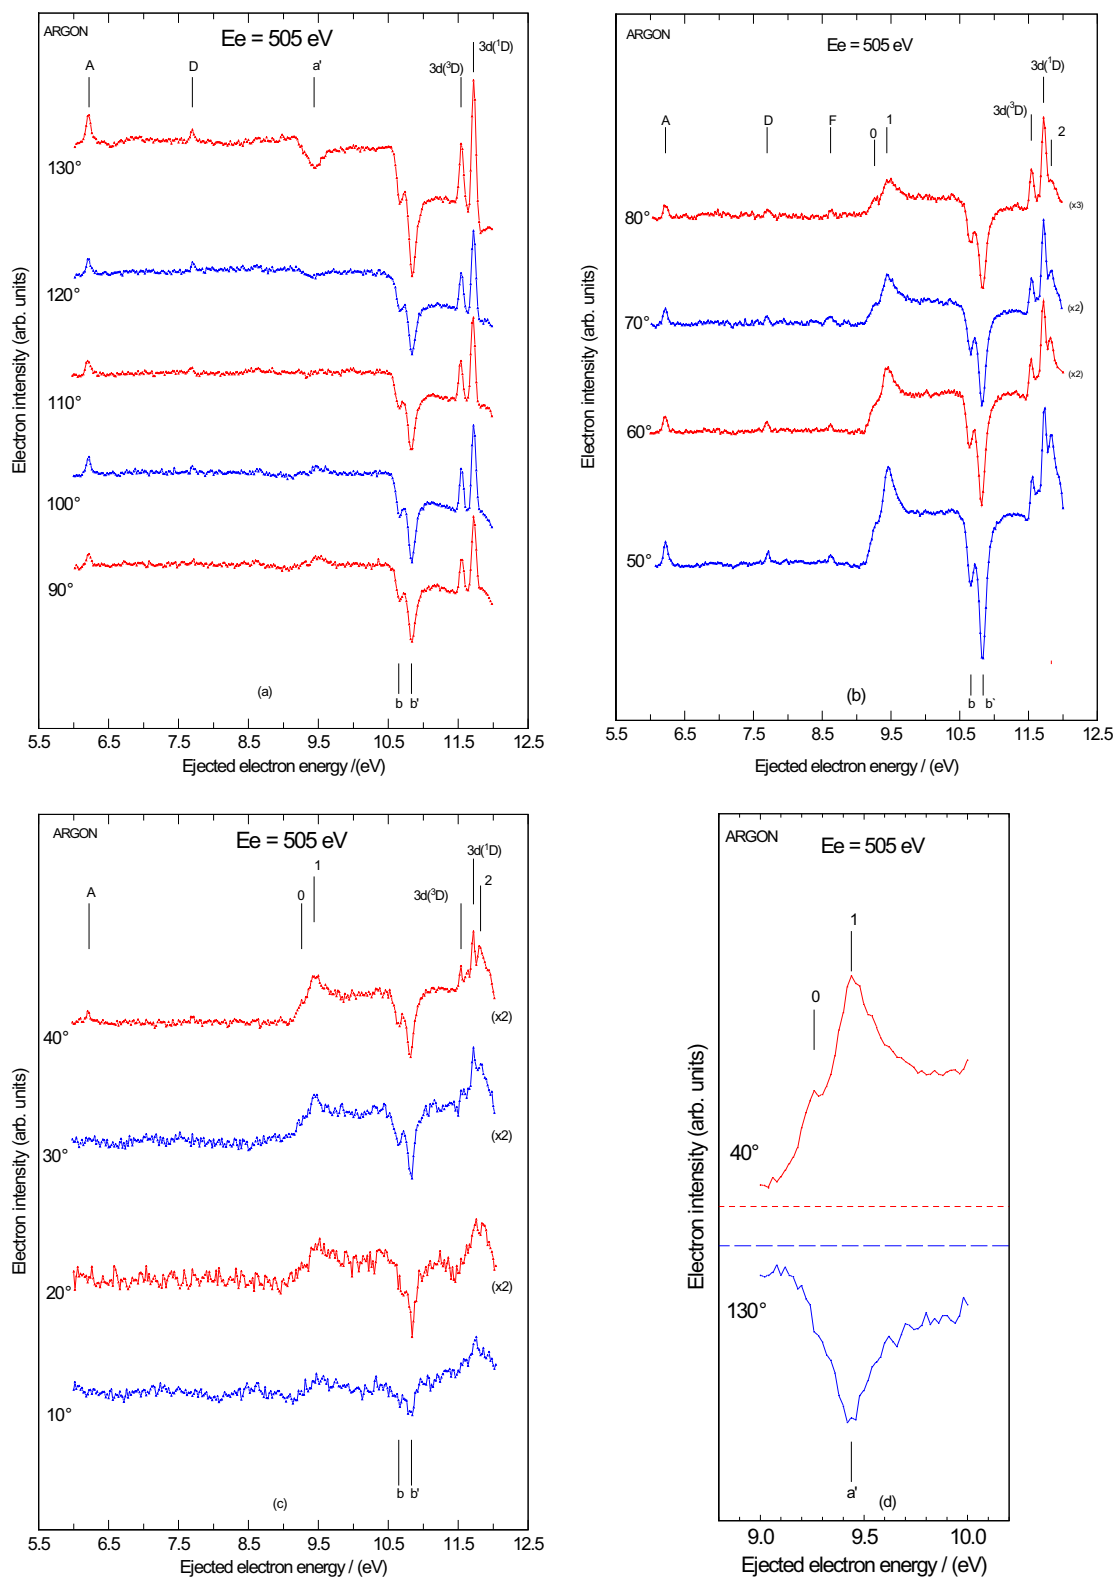 ARGON
Ee = 505 eV
3d(¹D)
A
D
a'
3d(³D)
130°
120°
110°
100°
90°
(a)
b
b'
5.5
6.5
7.5
8.5
9.5
10.5
11.5
12.5
Ejected electron energy /(eV)
Electron intensity (arb. units)
ARGON
Ee = 505 eV
3d(¹D)
3d(³D)
A
D
F
0
1
2
80°
(x3)
70°
(x2)
60°
(x2)
50°
(b)
b
b`
5.5
6.5
7.5
8.5
9.5
10.5
11.5
12.5
Ejected electron energy / (eV)
Electron intensity (arb. units)
ARGON
Ee = 505 eV
3d(¹D)
1
2
A
0
3d(³D)
40°
(x2)
30°
(x2)
20°
(x2)
10°
(c)
b
b'
5.5
6.5
7.5
8.5
9.5
10.5
11.5
12.5
Ejected electron energy / (eV)
Electron intensity (arb. units)
ARGON
Ee = 505 eV
1
0
40°
130°
a'
(d)
9.0
9.5
10.0
Ejected electron energy / (eV)
Electron intensity (arb. units)